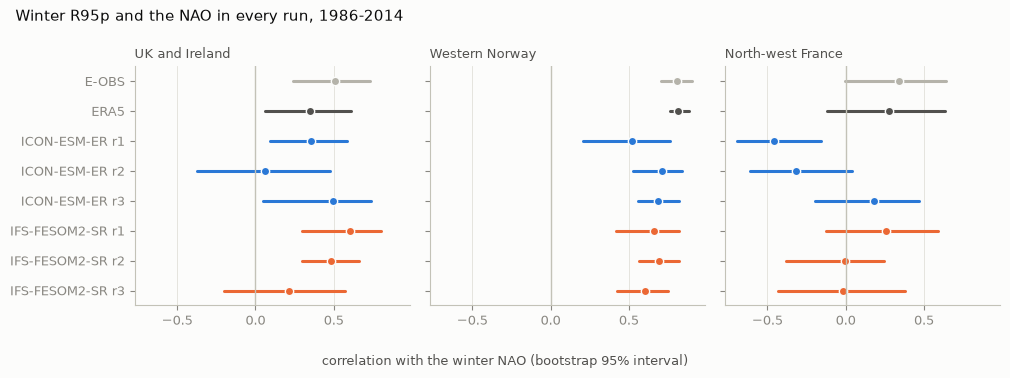 Winter R95p and the NAO in every run, 1986-2014
UK and Ireland
Western Norway
North-west France
E-OBS
ERA5
ICON-ESM-ER r1
ICON-ESM-ER r2
ICON-ESM-ER r3
IFS-FESOM2-SR r1
IFS-FESOM2-SR r2
IFS-FESOM2-SR r3
−0.5 0.0 0.5
−0.5 0.0 0.5
−0.5 0.0 0.5
correlation with the winter NAO (bootstrap 95% interval)